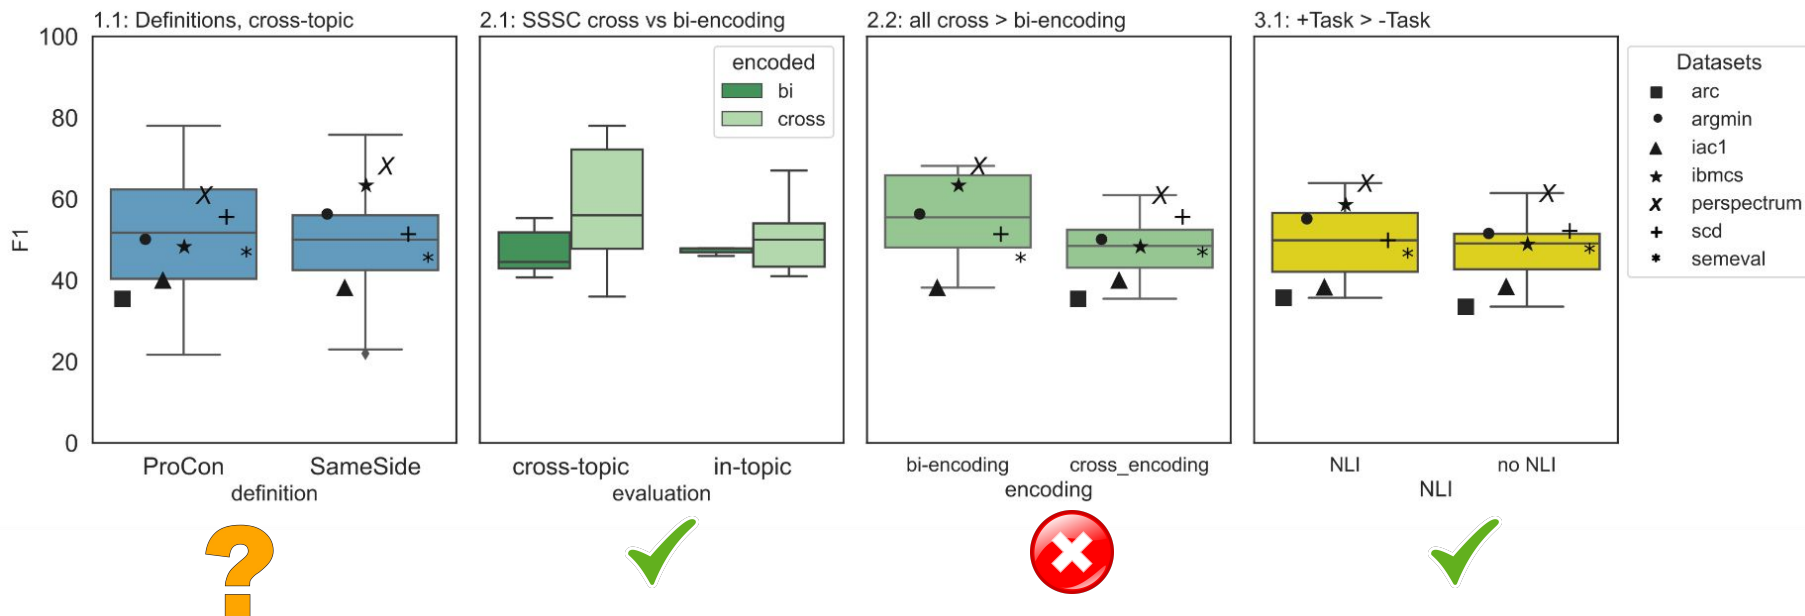 1.1: Definitions, cross-topic
2.1: SSSC cross vs bi-encoding
2.2: all cross > bi-encoding
3.1: +Task > -Task
100
80
60
40
20
0
F1
encoded
bi
cross
Datasets
arc
argmin
iac1
ibmcs
perspectrum
scd
semeval
ProCon
SameSide
definition
cross-topic
in-topic
evaluation
bi-encoding
cross_encoding
encoding
NLI
no NLI
NLI
?